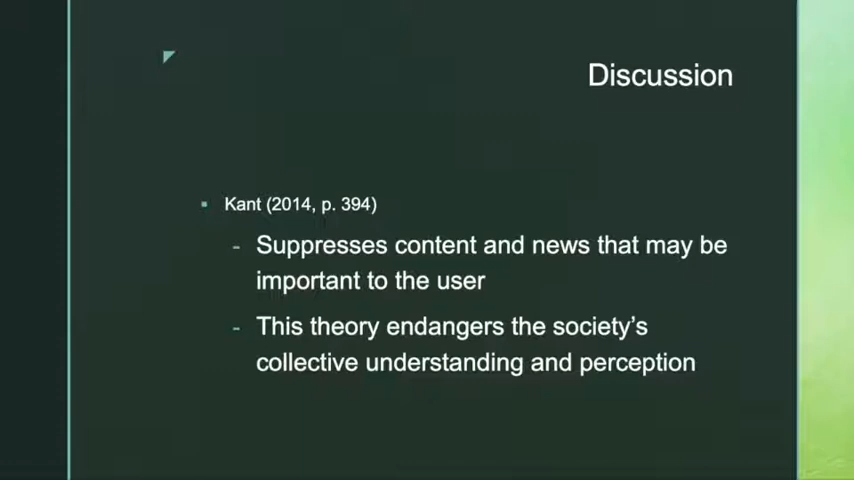 Discussion
▪ Kant (2014, p. 394)
- Suppresses content and news that may be
important to the user
- This theory endangers the society’s
collective understanding and perception